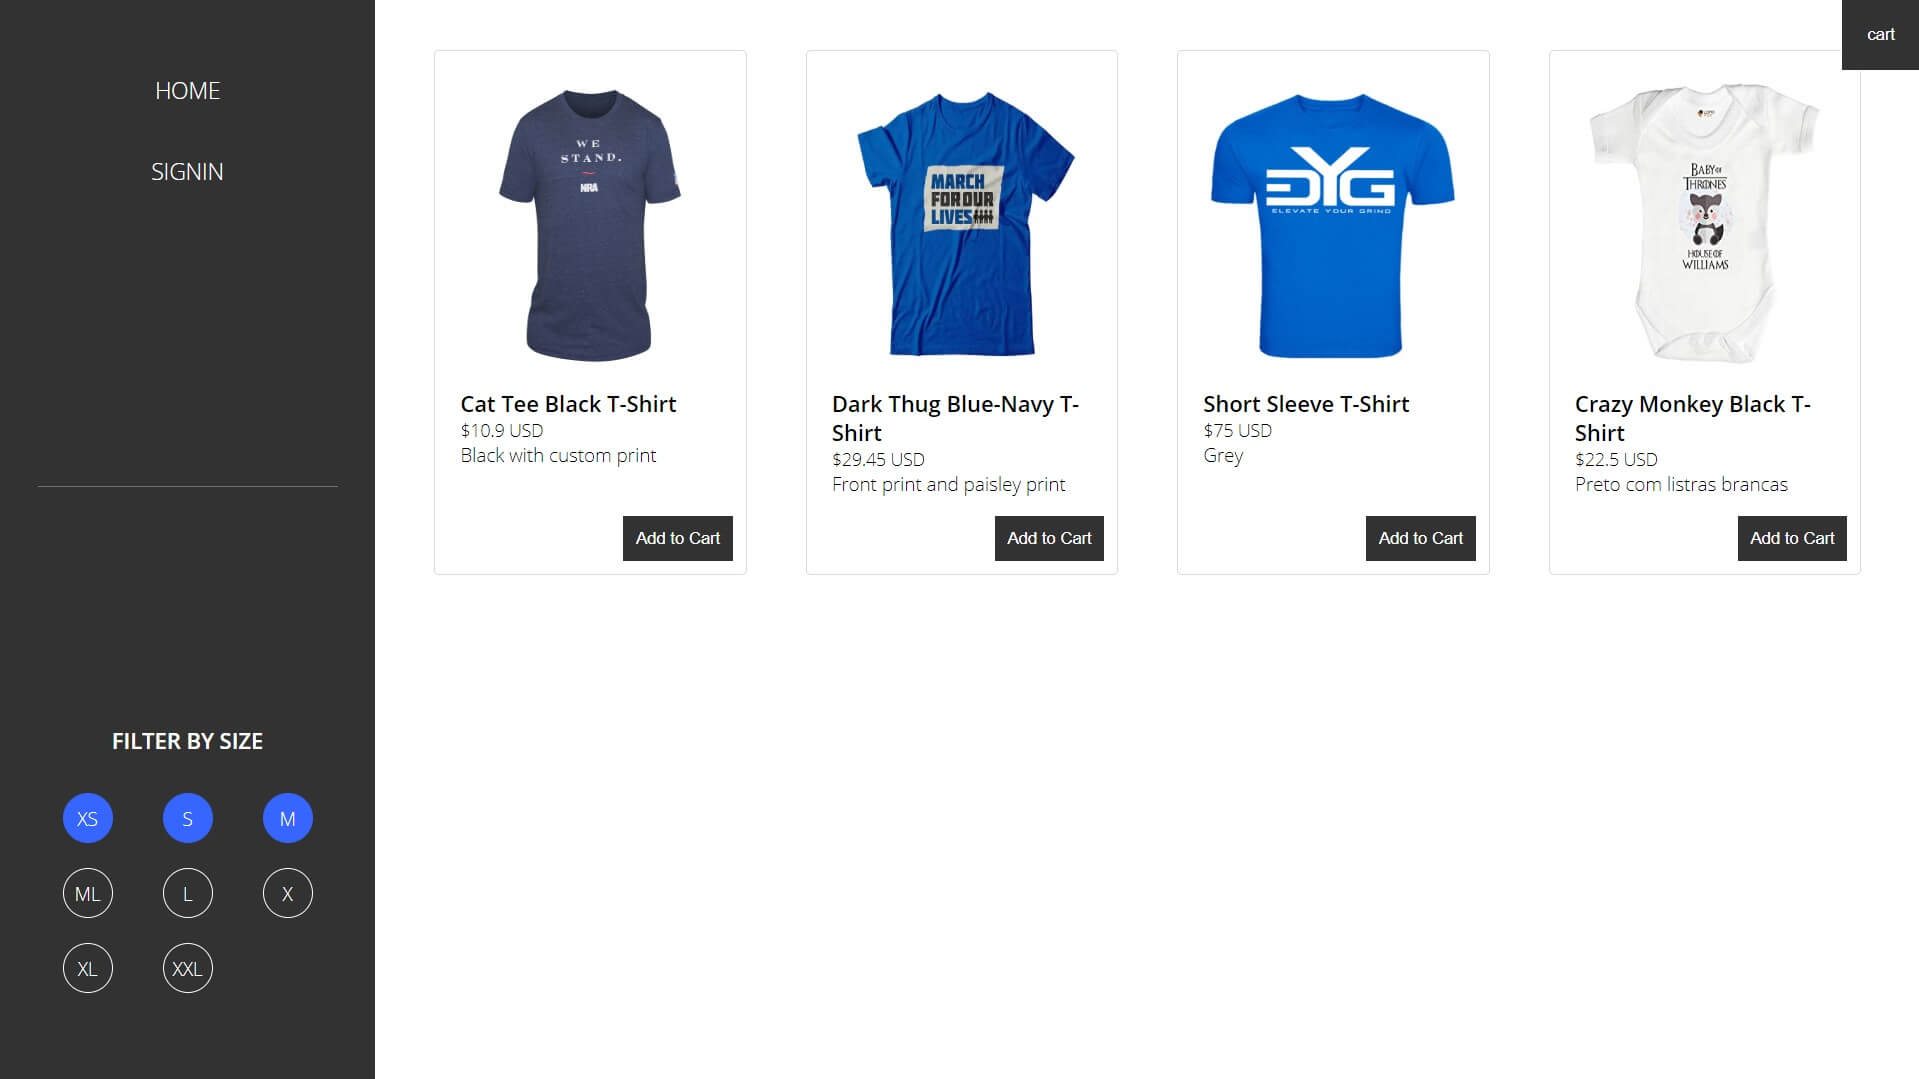 HOME
SIGNIN
FILTER BY SIZE
XS
S
M
ML
L
X
XL
XXL
cart
WE
STAND.
NRA
Cat Tee Black T-Shirt
$10.9 USD
Black with custom print
Add to Cart
MARCH
FOR OUR
LIVES
Dark Thug Blue-Navy T-
Shirt
$29.45 USD
Front print and paisley print
Add to Cart
GYG
ELEVATE YOUR GRIND
Short Sleeve T-Shirt
$75 USD
Grey
Add to Cart
BABY OF
THRONES
HOUSE OF
WILLIAMS
Crazy Monkey Black T-
Shirt
$22.5 USD
Preto com listras brancas
Add to Cart